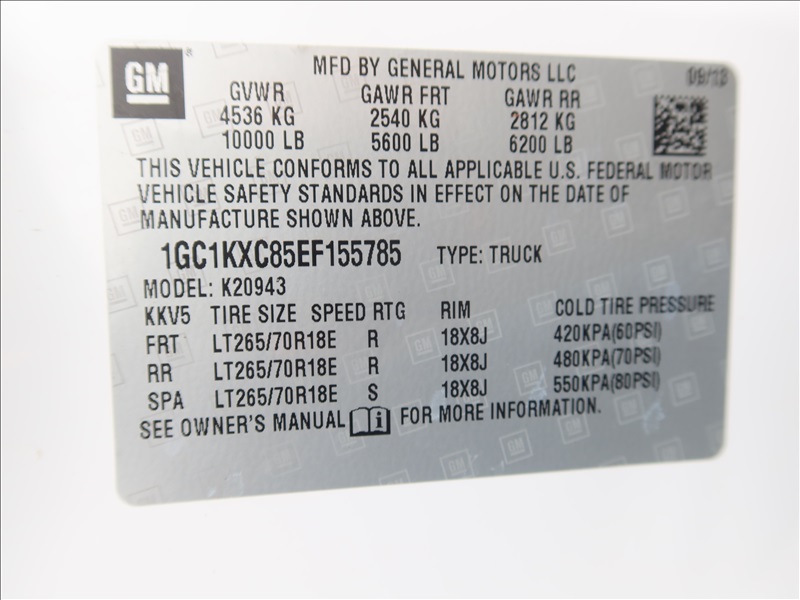 GM ® MFD BY GENERAL MOTORS LLC 09/13
GVWR GAWR FRT GAWR RR
4536 KG 2540 KG 2812 KG
10000 LB 5600 LB 6200 LB
THIS VEHICLE CONFORMS TO ALL APPLICABLE U.S. FEDERAL MOTOR
VEHICLE SAFETY STANDARDS IN EFFECT ON THE DATE OF
MANUFACTURE SHOWN ABOVE.
1GC1KXC85EF155785 TYPE: TRUCK
MODEL: K20943
KKV5 TIRE SIZE SPEED RTG RIM COLD TIRE PRESSURE
FRT LT265/70R18E R 18X8J 420KPA(60PSI)
RR LT265/70R18E R 18X8J 480KPA(70PSI)
SPA LT265/70R18E S 18X8J 550KPA(80PSI)
SEE OWNER'S MANUAL i FOR MORE INFORMATION.